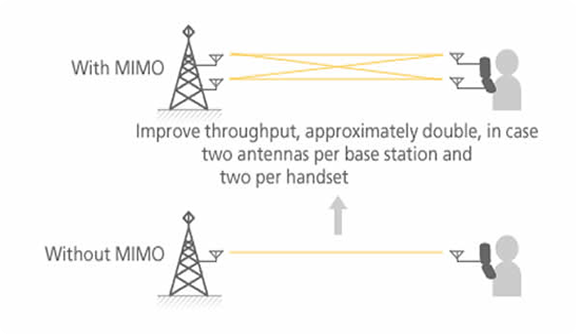 With MIMO
Improve throughput, approximately double, in case
two antennas per base station and
two per handset
Without MIMO